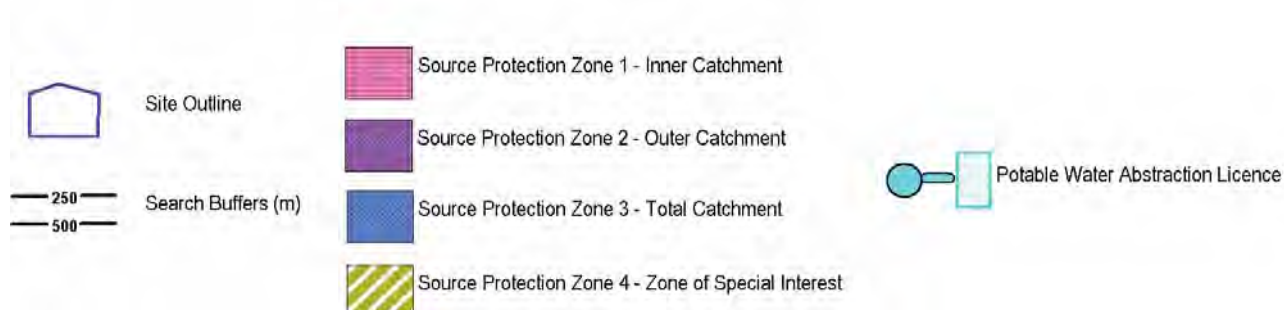 Site Outline
250
500
Search Buffers (m)
Source Protection Zone 1 - Inner Catchment
Source Protection Zone 2 - Outer Catchment
Source Protection Zone 3 - Total Catchment
Source Protection Zone 4 - Zone of Special Interest
Potable Water Abstraction Licence